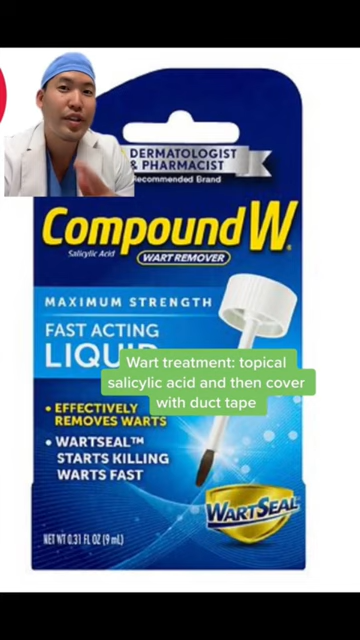 DERMATOLOGIST
& PHARMACIST
Recommended Brand
Compound W
Salicylic Acid
WART REMOVER
MAXIMUM STRENGTH
FAST ACTING
LIQUID
Wart treatment: topical
salicylic acid and then cover
with duct tape
• EFFECTIVELY
REMOVES WARTS
• WARTSEAL™
STARTS KILLING
WARTS FAST
WARTSEAL
NET WT 0.31 FL OZ (9 mL)